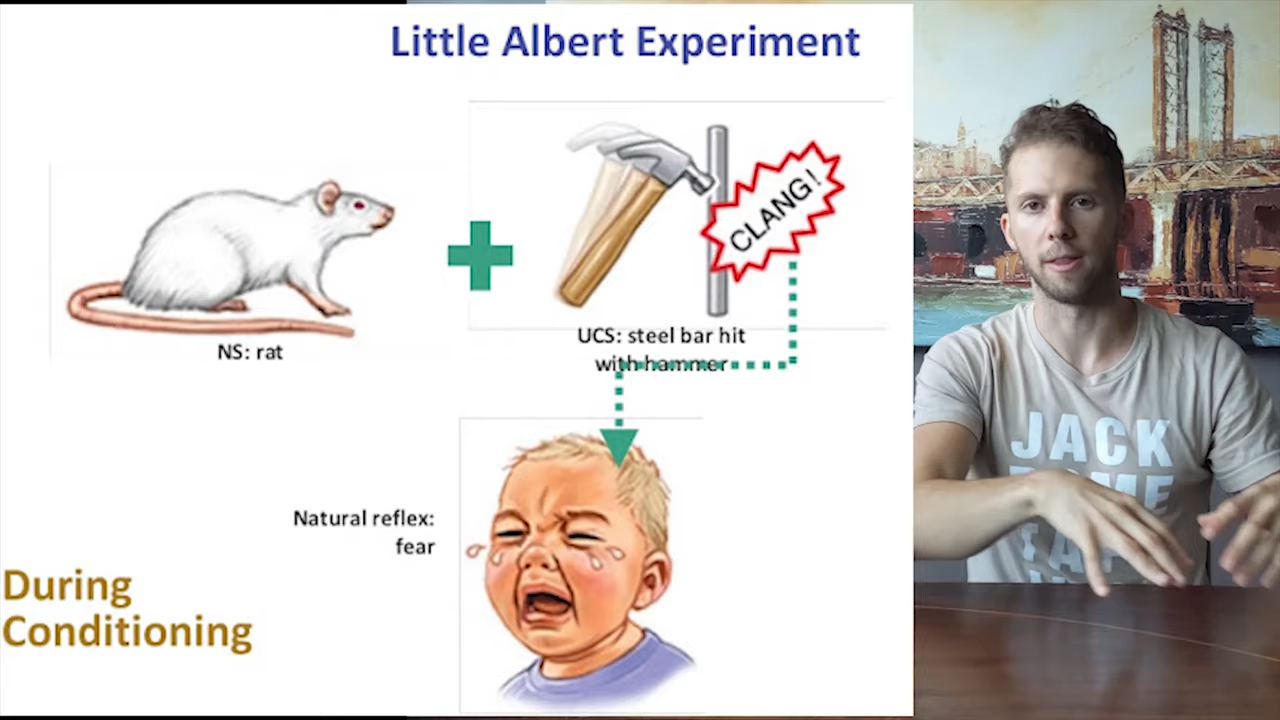 Little Albert Experiment
CLANG!
NS: rat
UCS: steel bar hit
with hammer
Natural reflex:
fear
During
Conditioning
JACK